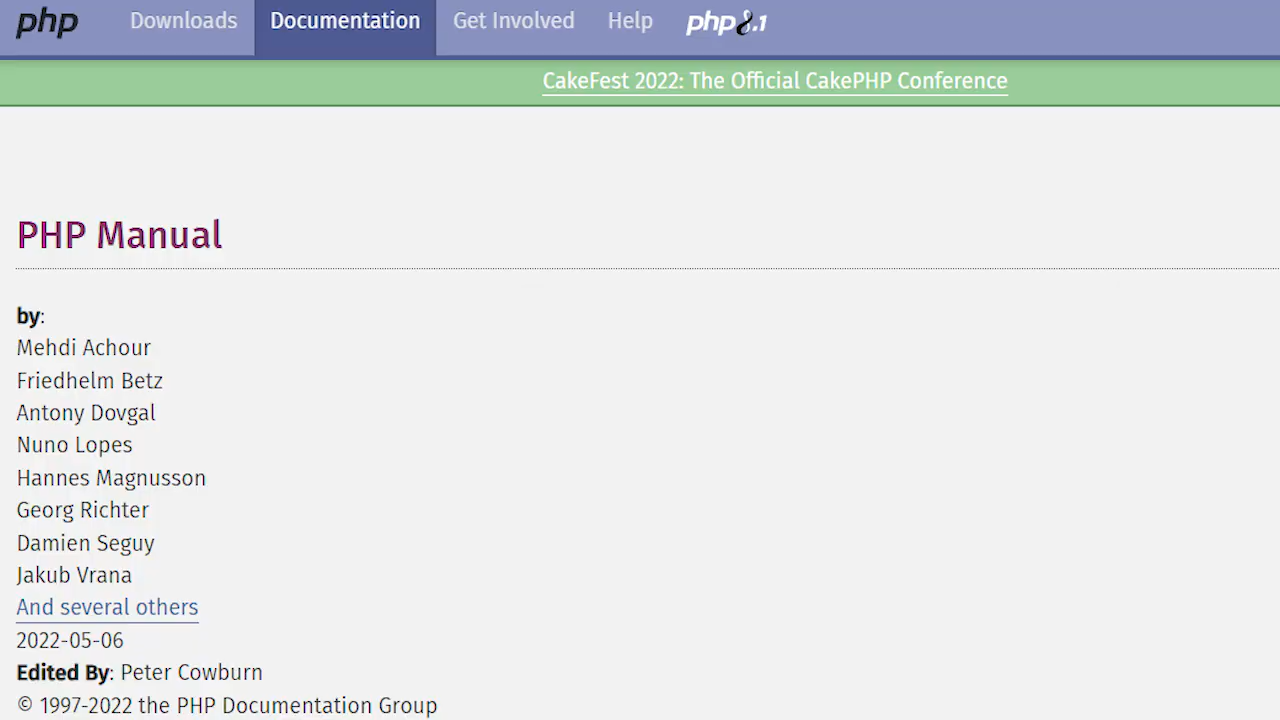 php Downloads Documentation Get Involved Help php8.1
CakeFest 2022: The Official CakePHP Conference
PHP Manual
by:
Mehdi Achour
Friedhelm Betz
Antony Dovgal
Nuno Lopes
Hannes Magnusson
Georg Richter
Damien Seguy
Jakub Vrana
And several others
2022-05-06
Edited By: Peter Cowburn
© 1997-2022 the PHP Documentation Group